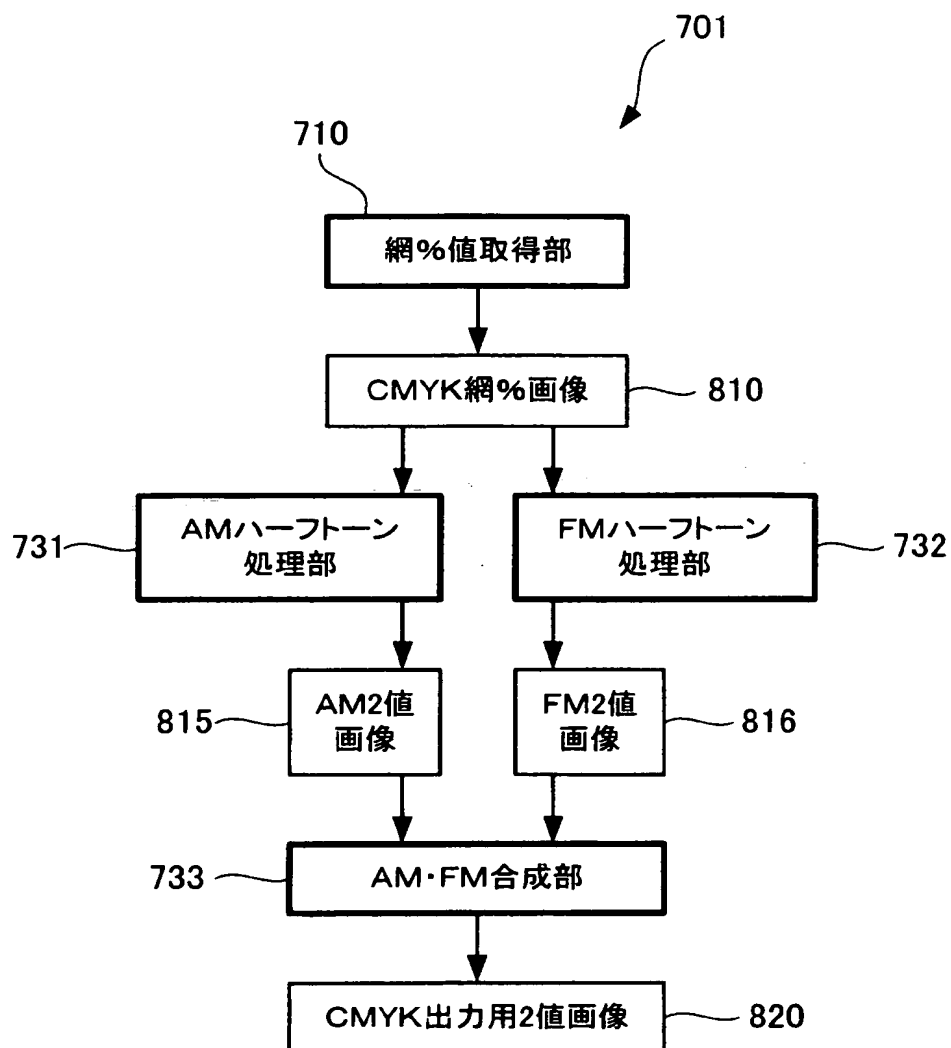 701
710
網%値取得部
CMYK網%画像
810
731
AMハーフトーン
処理部
FMハーフトーン
処理部
732
815
AM2値
画像
FM2値
画像
816
733
AM・FM合成部
CMYK出力用2値画像
820